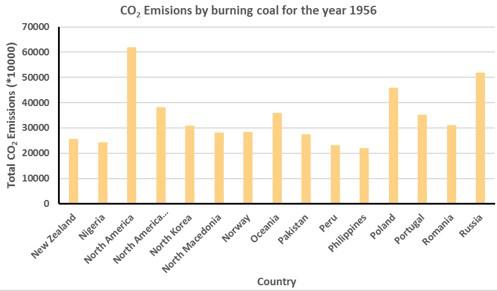 CO₂ Emisions by burning coal for the year 1956
Total CO₂ Emissions (*10000)
70000
60000
50000
40000
30000
20000
10000
0
New Zealand
Nigeria
North America
North America...
North Korea
North Macedonia
Norway
Oceania
Pakistan
Peru
Philippines
Poland
Portugal
Romania
Russia
Country